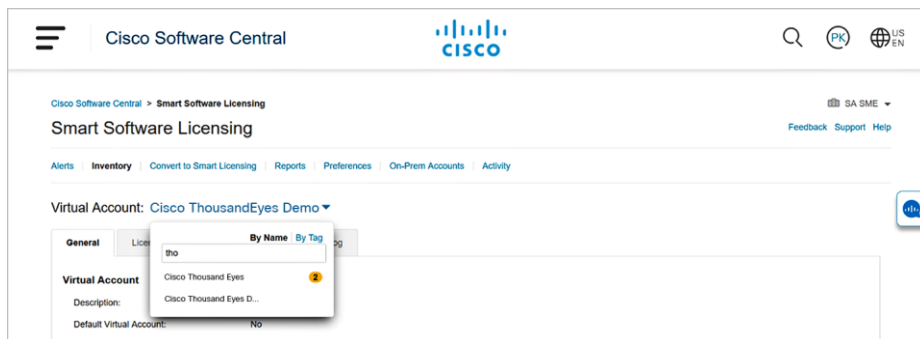 Cisco Software Central
CISCO
PK
US
EN
Cisco Software Central > Smart Software Licensing
SA SME
Smart Software Licensing
Feedback Support Help
Alerts Inventory Convert to Smart Licensing Reports Preferences On-Prem Accounts Activity
Virtual Account: Cisco ThousandEyes Demo
General
By Name By Tag
tho
Virtual Account
Cisco Thousand Eyes 2
Cisco Thousand Eyes D...
Description:
Default Virtual Account: No